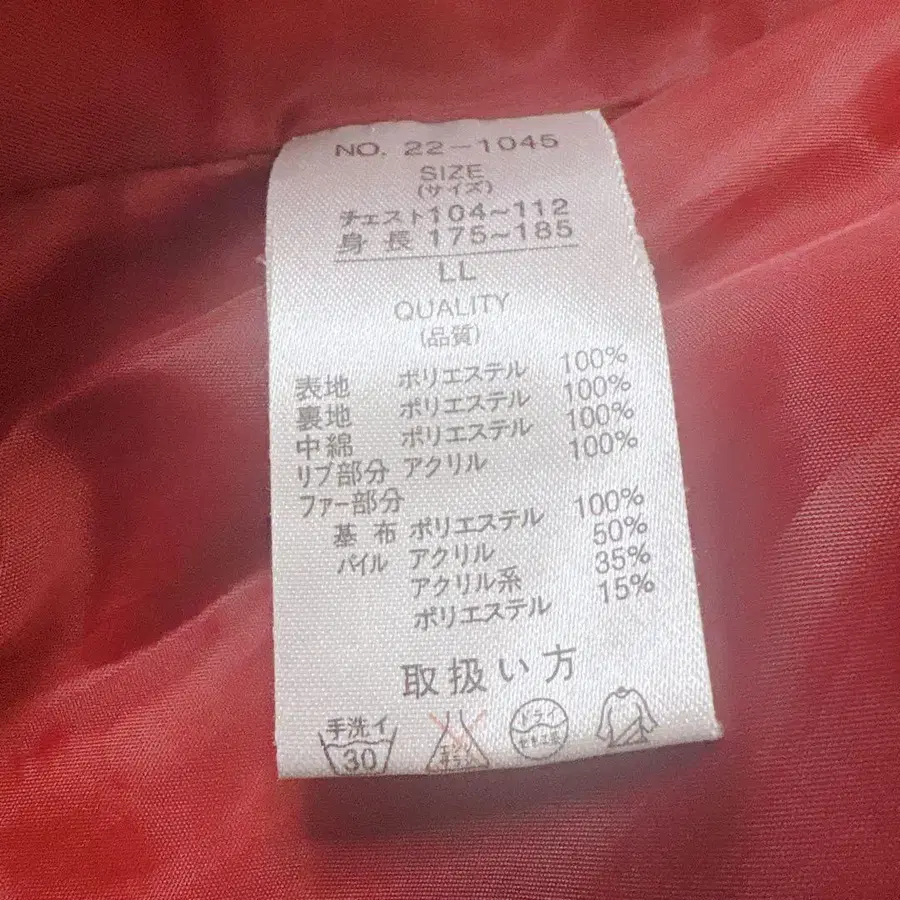 NO. 22-1045
SIZE
(サイズ)
チェスト104~112
身長 175~185
LL
QUALITY
(品質)
表地 ポリエステル 100%
裏地 ポリエステル 100%
中綿 ポリエステル 100%
リブ部分 アクリル 100%
ファー部分
基布 ポリエステル 100%
パイル アクリル 50%
アクリル系 35%
ポリエステル 15%
取扱い方
手洗イ
30
ドライ